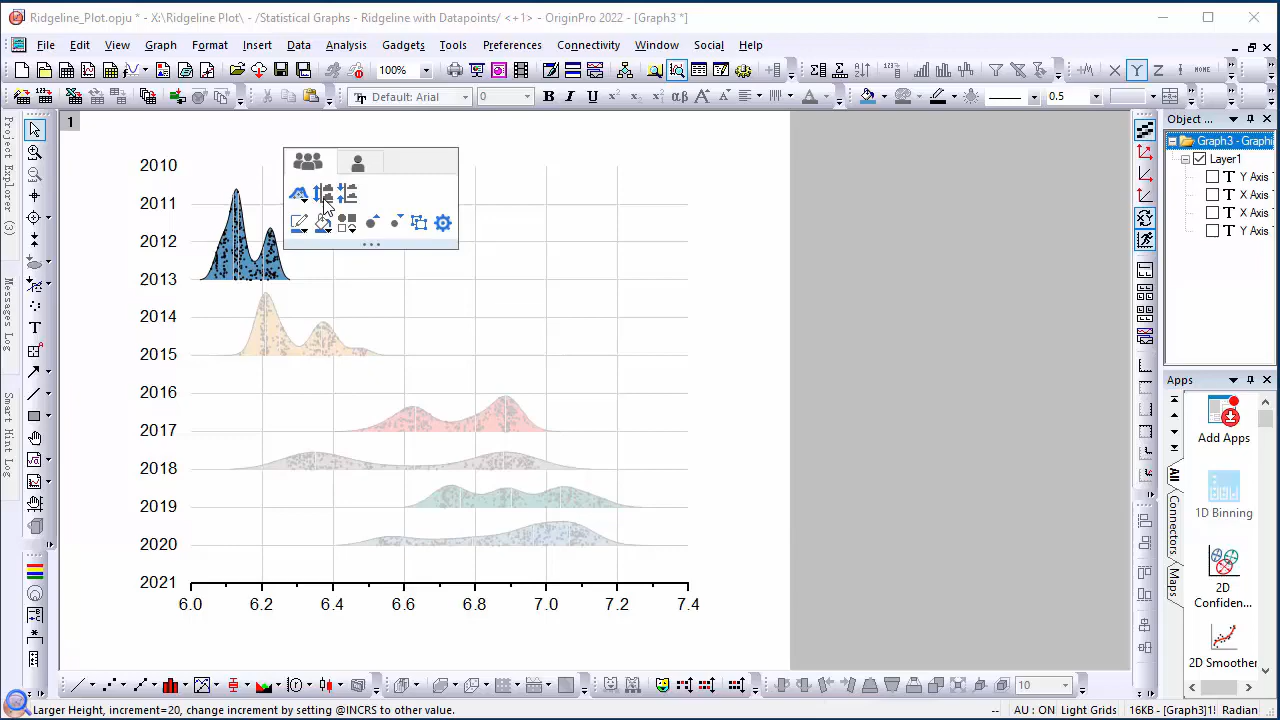 Ridgeline_Plot.opju * - X:\Ridgeline Plot\ - /Statistical Graphs - Ridgeline with Datapoints/ <+1> - OriginPro 2022 - [Graph3 *]
File Edit View Graph Format Insert Data Analysis Gadgets Tools Preferences Connectivity Window Social Help
100%
Default: Arial 0 B I U αβ A A A 0.5
1
Project Explorer (3)
Messages Log
Smart Hint Log
2010
2011
2012
2013
2014
2015
2016
2017
2018
2019
2020
2021
6.0 6.2 6.4 6.6 6.8 7.0 7.2 7.4
Object ...
Graph3 - Graphi
Layer1
T Y Axis
T X Axis
T X Axis
T Y Axis
Apps
All
Connectors
Maps
Add Apps
1D Binning
2D
Confiden...
2D Smoother
10
Larger Height, increment=20, change increment by setting @INCRS to other value.
-- AU : ON Light Grids 16KB - [Graph3]1! Radian